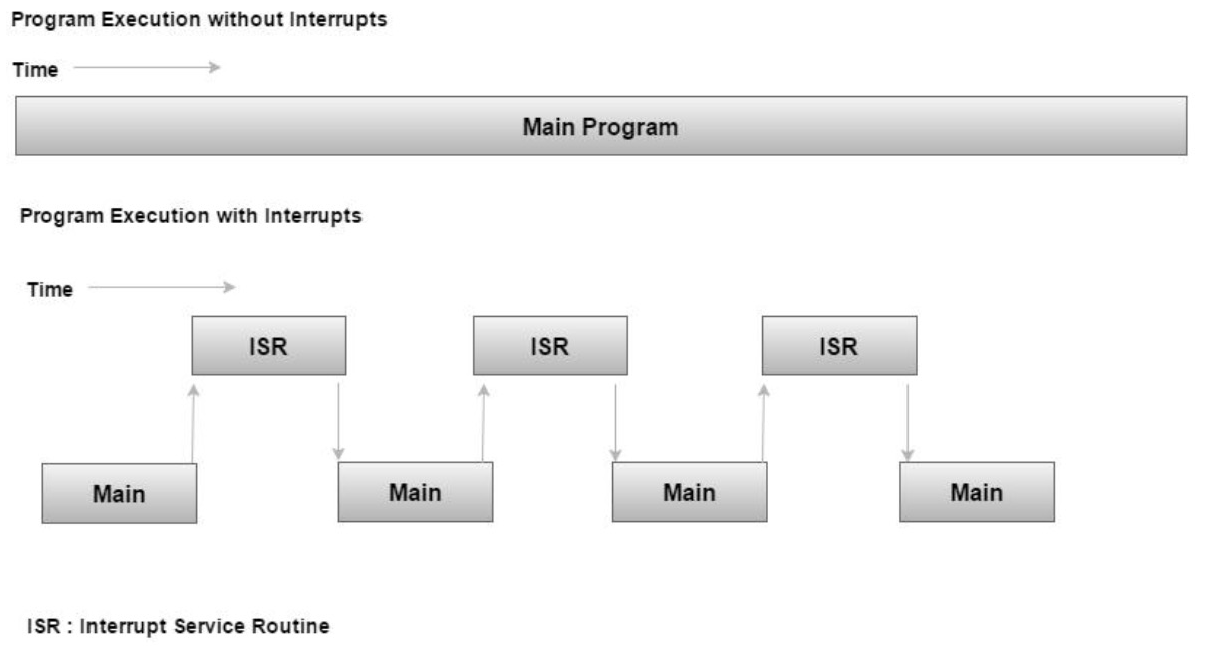 Program Execution without Interrupts
Time
Main Program
Program Execution with Interrupts
Time
ISR ISR ISR
Main Main Main Main
ISR : Interrupt Service Routine